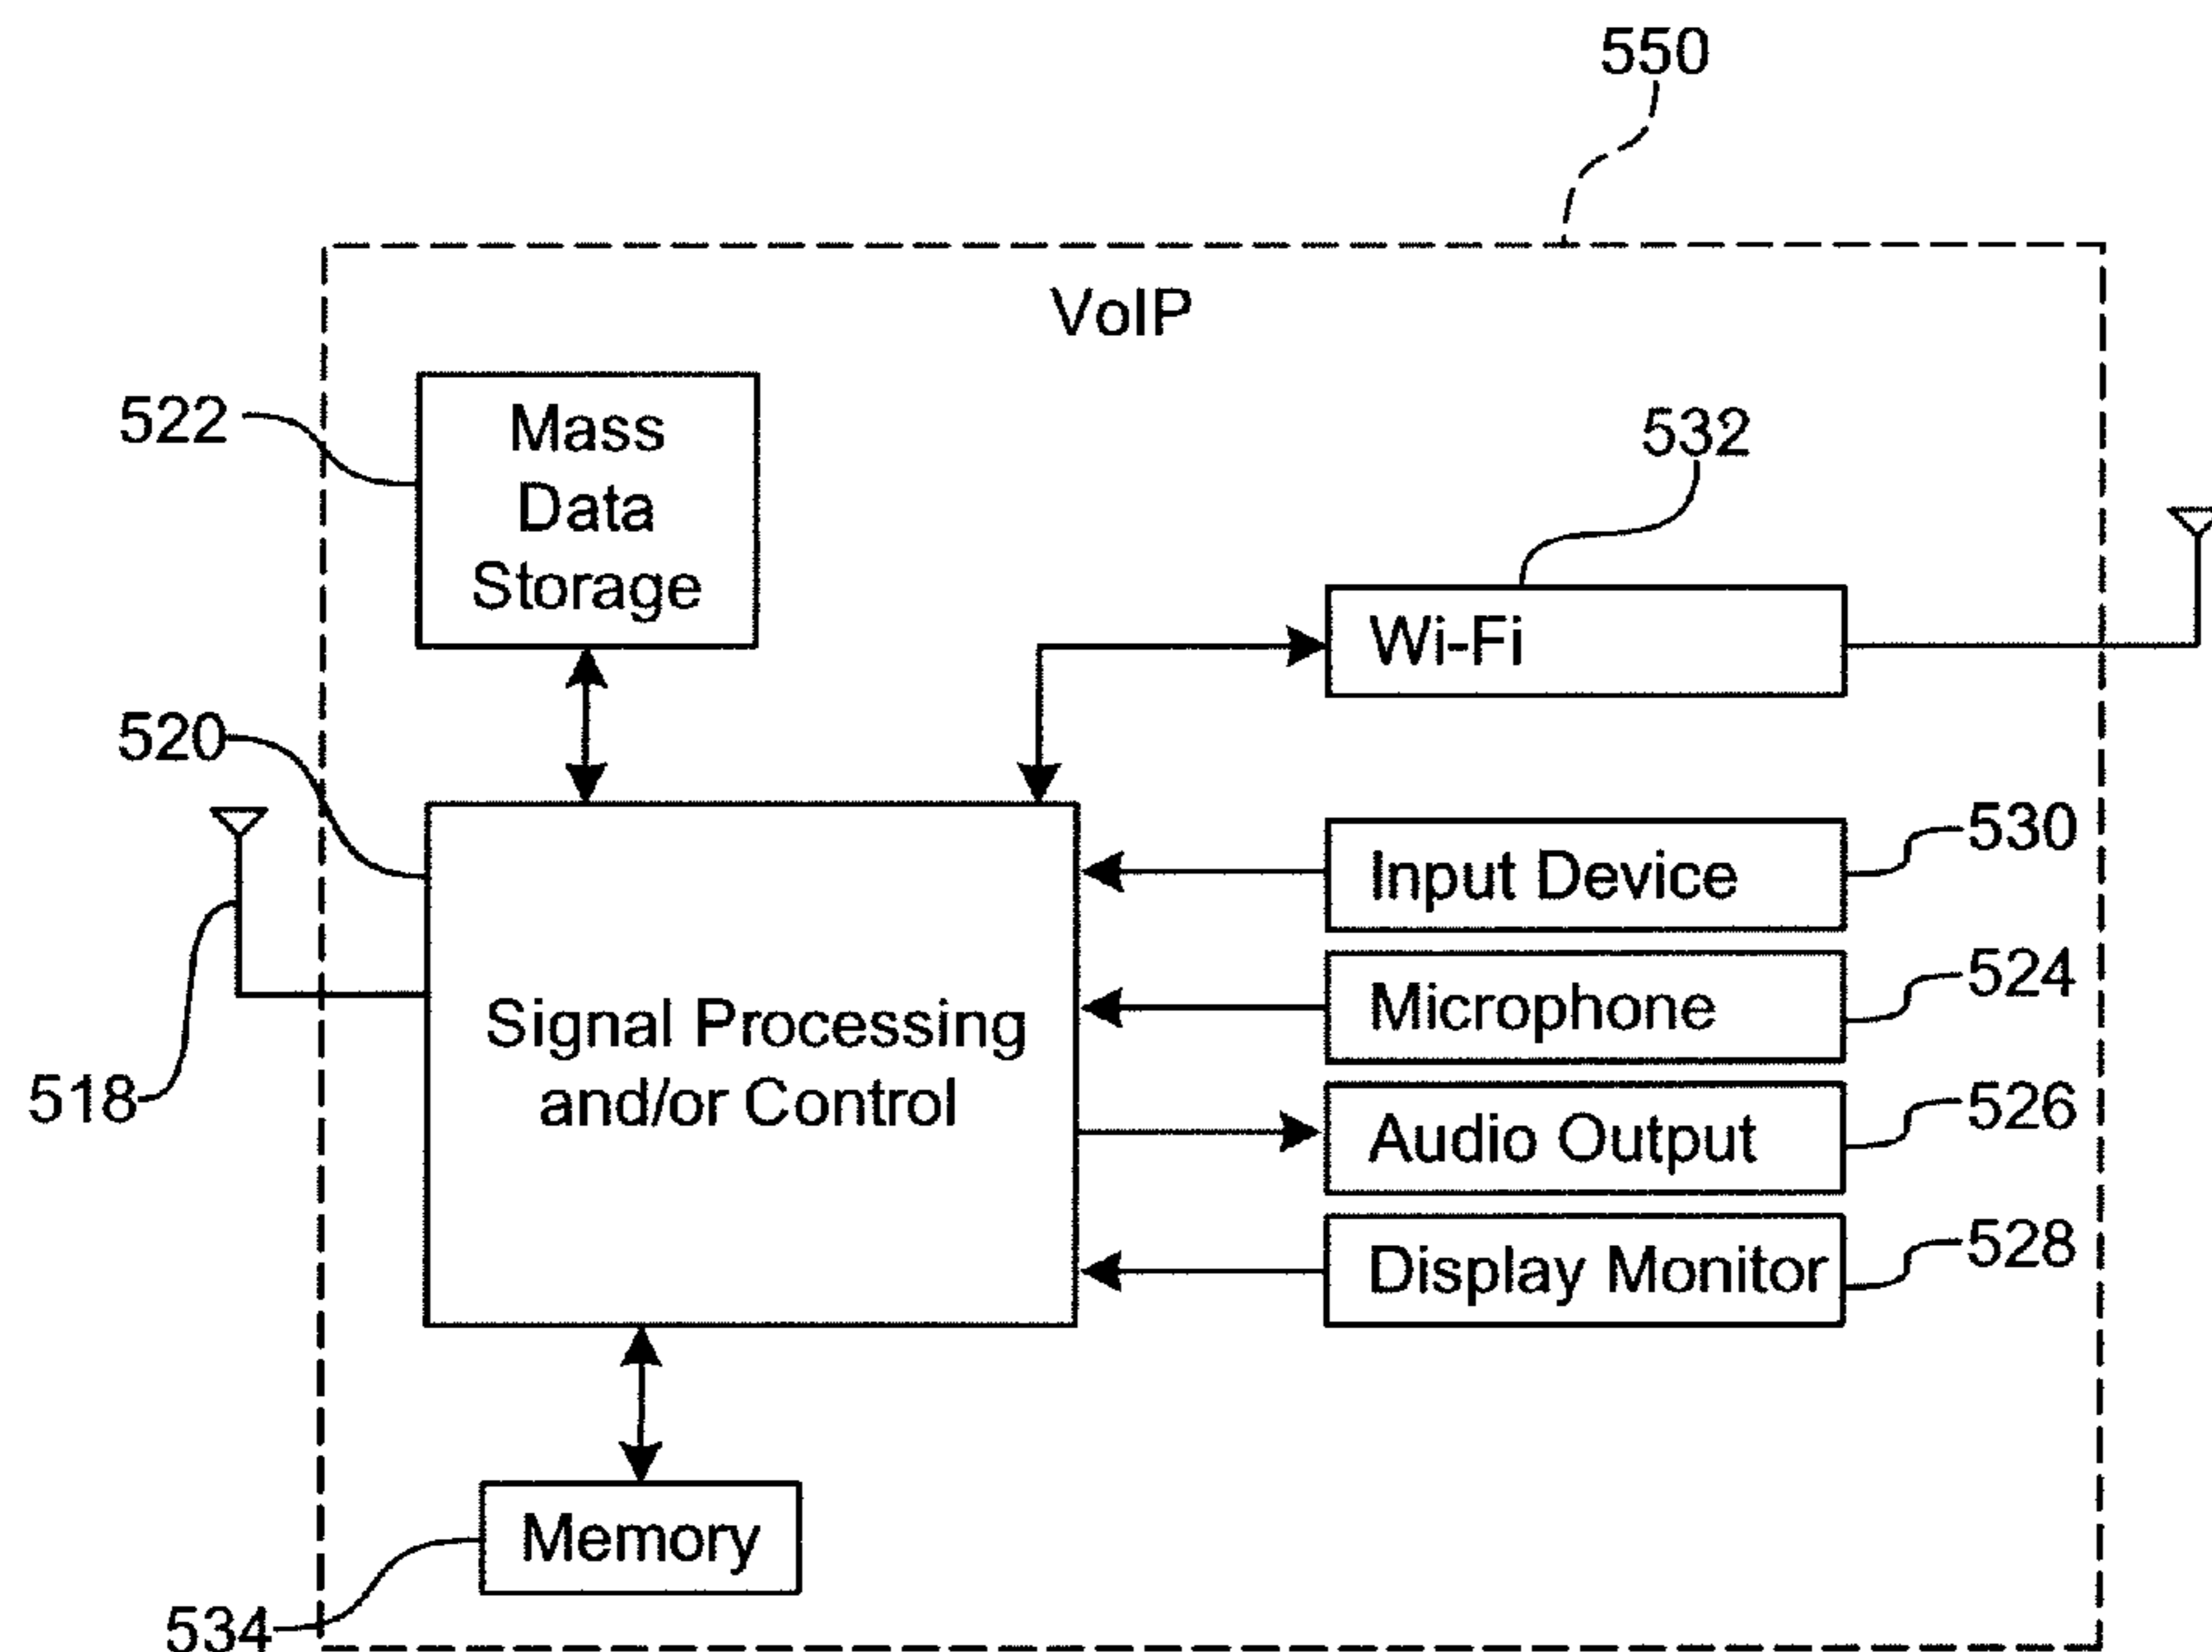 550
VoIP
522
Mass
Data
Storage
532
Wi-Fi
520
530
Input Device
524
Microphone
Signal Processing
and/or Control
518
526
Audio Output
528
Display Monitor
Memory
534